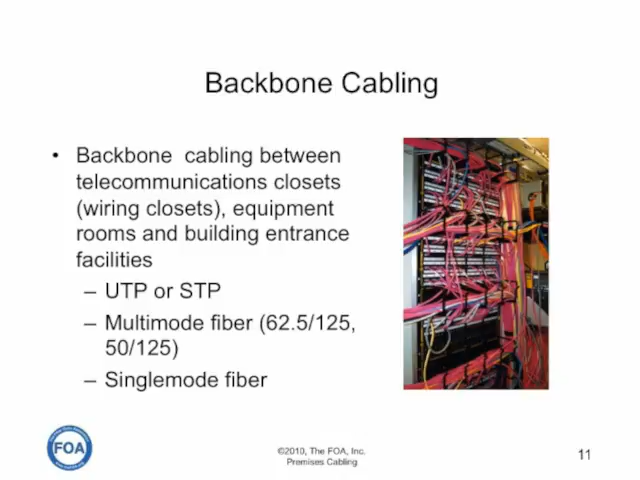 Backbone Cabling
• Backbone cabling between
telecommunications closets
(wiring closets), equipment
rooms and building entrance
facilities
– UTP or STP
– Multimode fiber (62.5/125,
50/125)
– Singlemode fiber
FOA
©2010, The FOA, Inc.
Premises Cabling
11